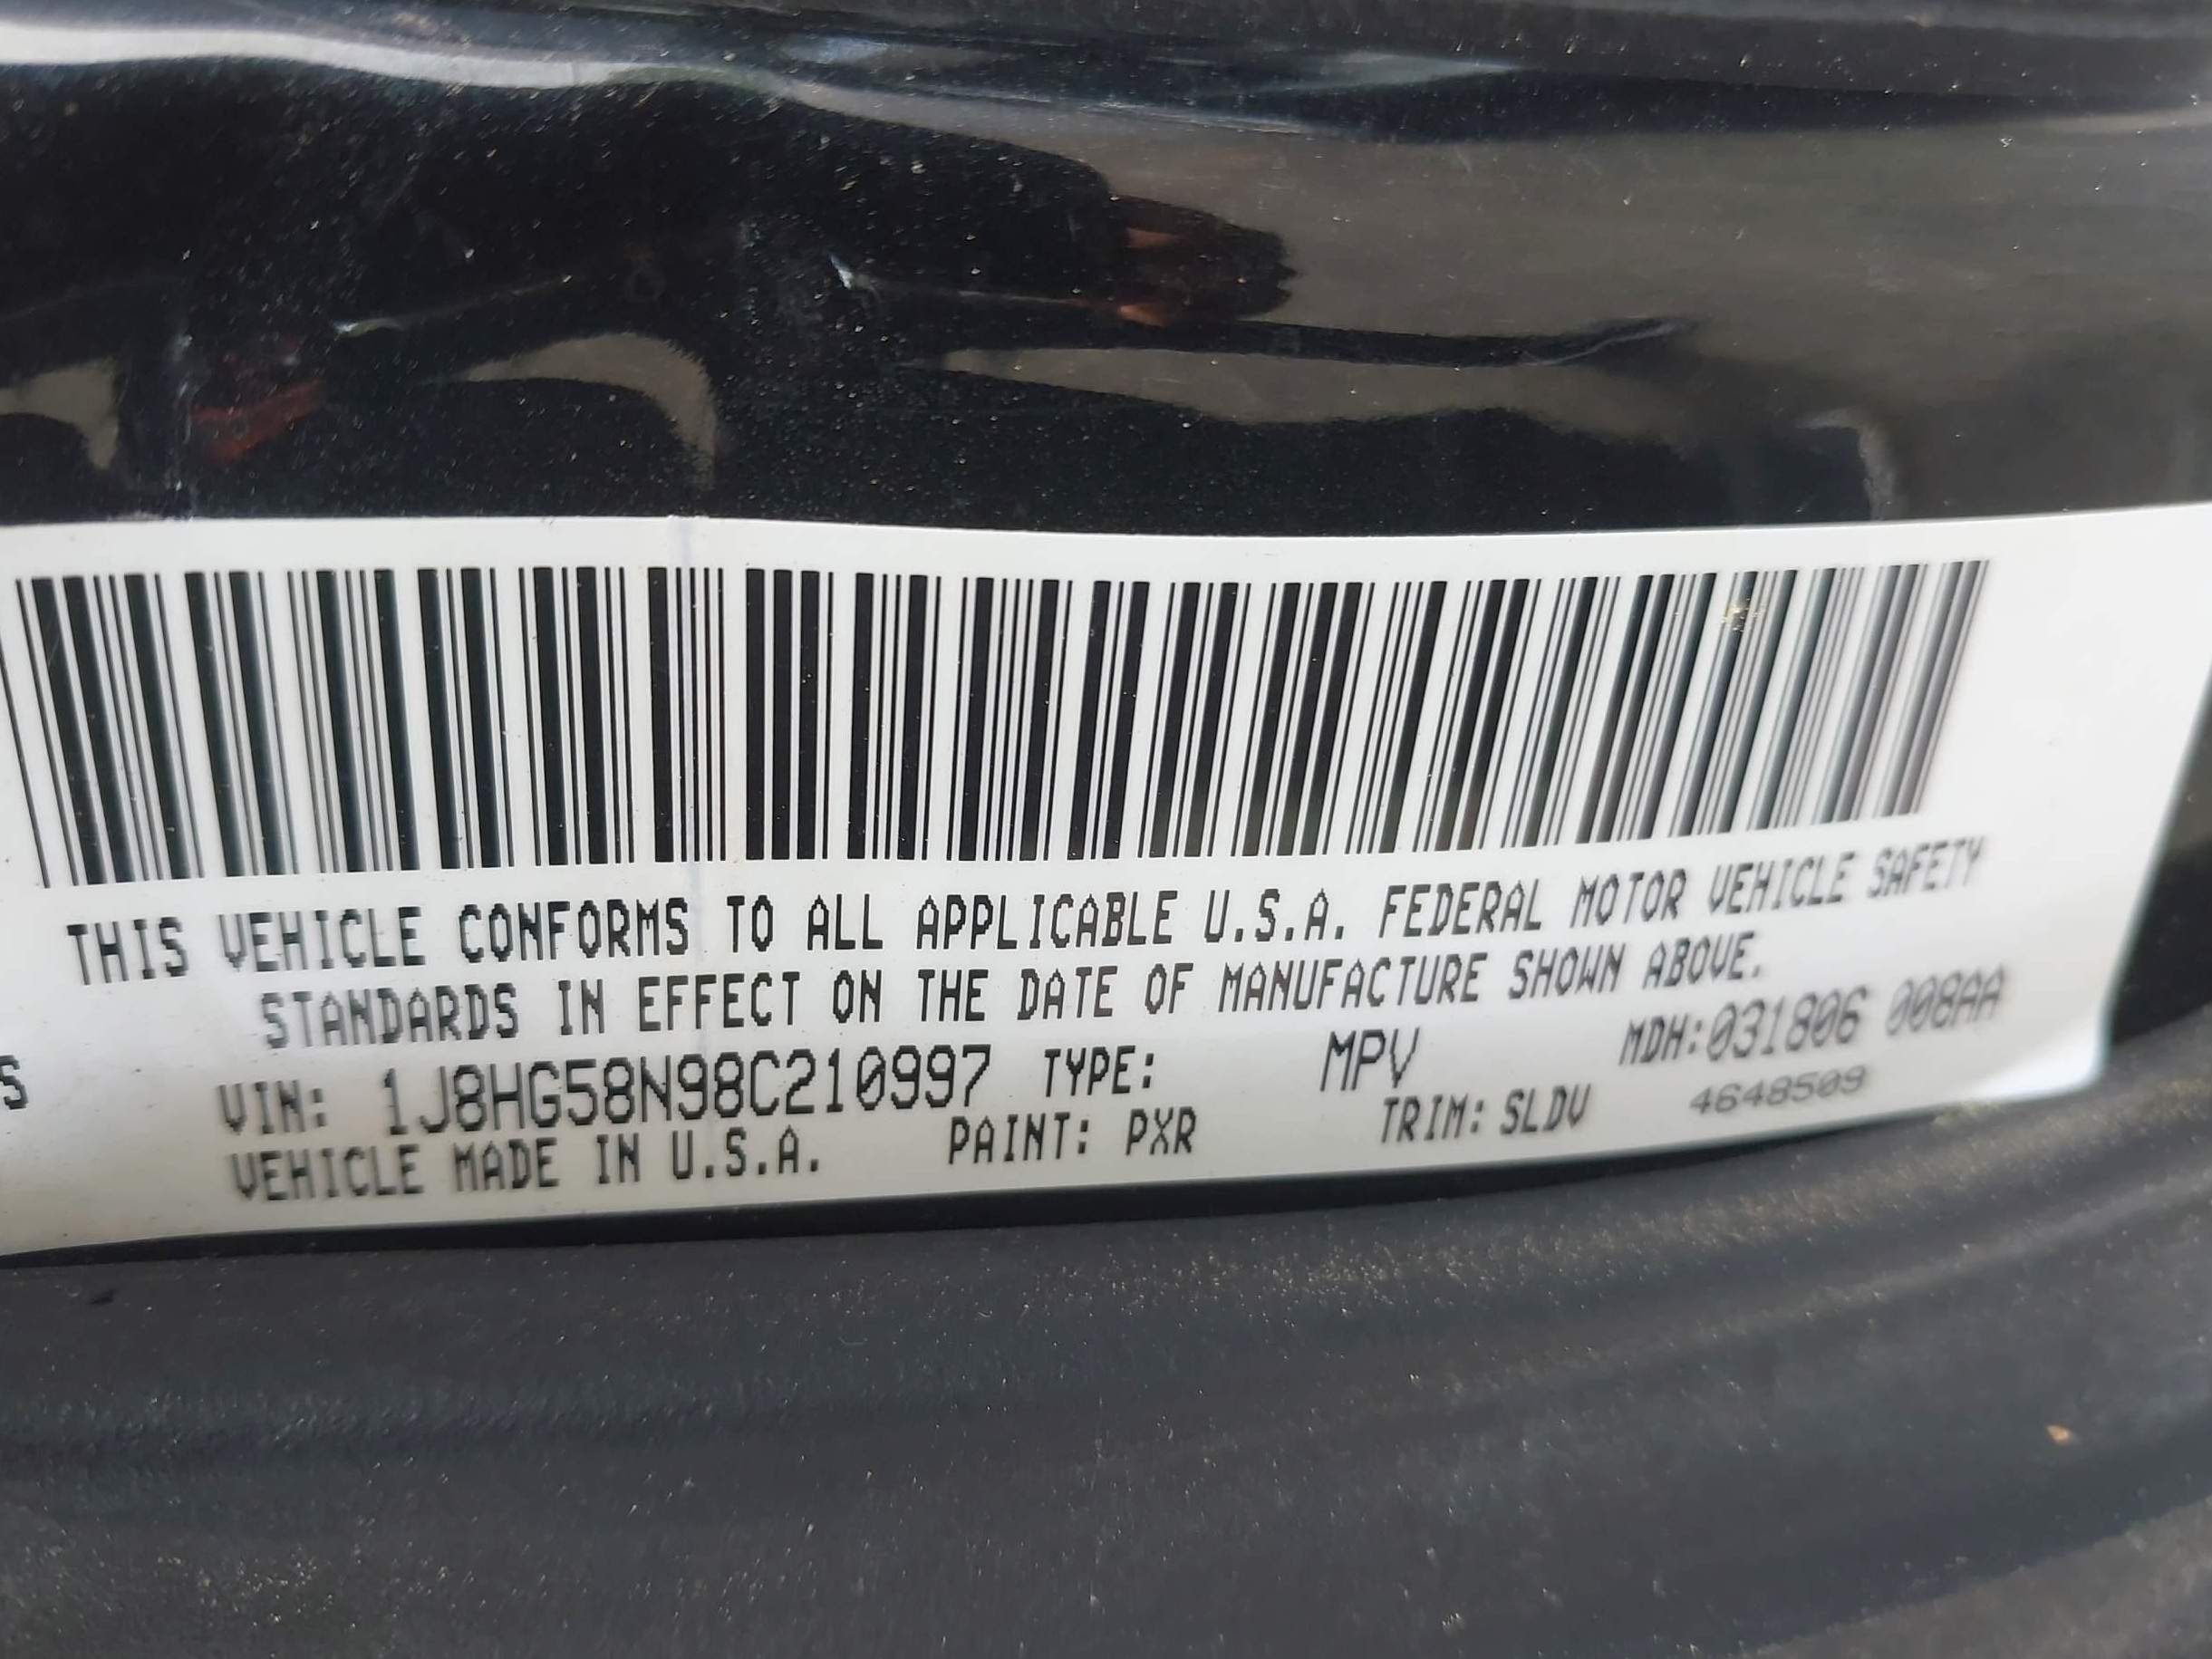 THIS VEHICLE CONFORMS TO ALL APPLICABLE U.S.A. FEDERAL MOTOR VEHICLE SAFETY
STANDARDS IN EFFECT ON THE DATE OF MANUFACTURE SHOWN ABOVE.
S
VIN: 1J8HG58N98C210997 TYPE: MPV MDH:031806 008AA
VEHICLE MADE IN U.S.A. PAINT: PXR TRIM: SLDV 4648509